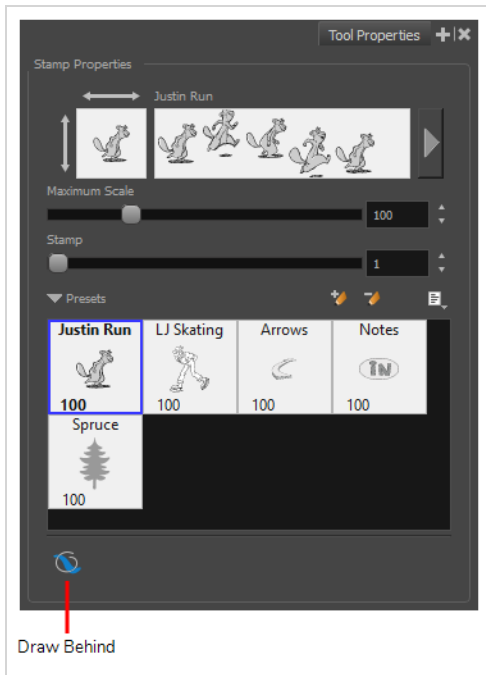 Tool Properties
Stamp Properties
Justin Run
Maximum Scale
100
Stamp
1
Presets
Justin Run
100
LJ Skating
100
Arrows
100
Notes
IN
100
Spruce
100
Draw Behind